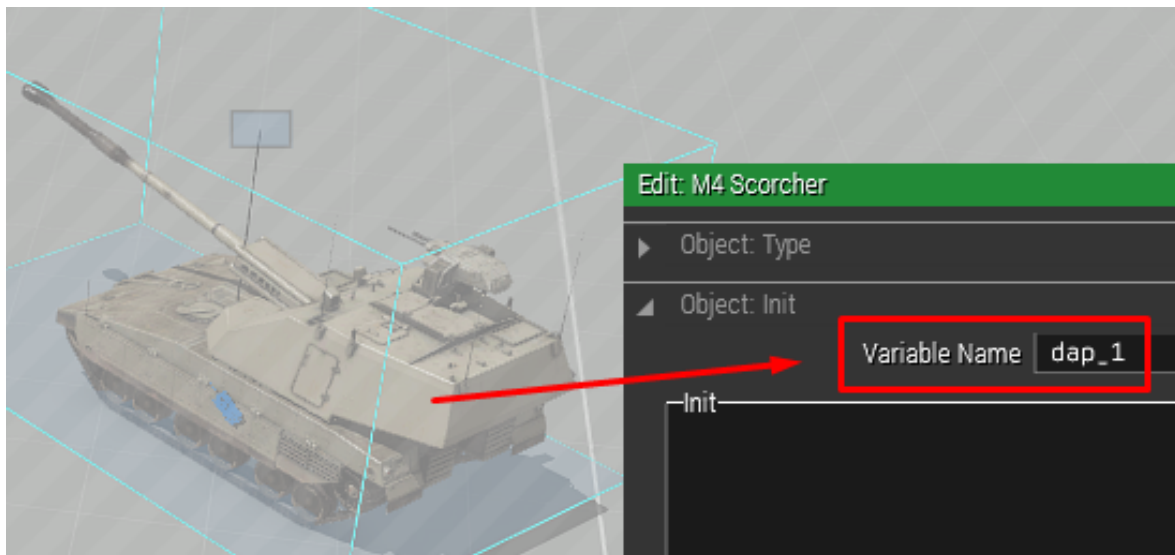 Edit: M4 Scorcher
Object: Type
Object: Init
Variable Name dap_1
Init